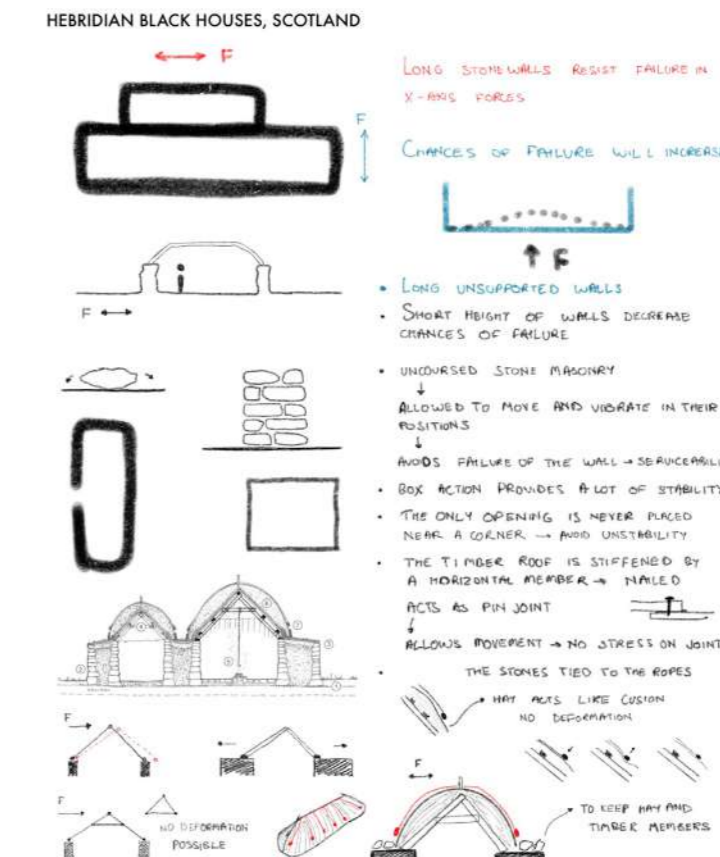 HEBRIDIAN BLACK HOUSES, SCOTLAND
F
LONG STONE WALLS RESIST FAILURE IN
X-AXIS FORCES
F
CHANCES OF FAILURE WILL INCREASE
F
F
• LONG UNSUPPORTED WALLS
• SHORT HEIGHT OF WALLS DECREASE
CHANCES OF FAILURE
• UNCOURSED STONE MASONRY
ALLOWED TO MOVE AND VIBRATE IN THEIR
POSITIONS
AVOIDS FAILURE OF THE WALL → SERVICEABILI
• BOX ACTION PROVIDES A LOT OF STABILITY
• THE ONLY OPENING IS NEVER PLACED
NEAR A CORNER → AVOID UNSTABILITY
• THE TIMBER ROOF IS STIFFENED BY
A HORIZONTAL MEMBER → NAILED
ACTS AS PIN JOINT
ALLOWS MOVEMENT → NO STRESS ON JOINT
• THE STONES TIED TO THE ROPES
HAY ACTS LIKE CUSION
NO DEFORMATION
F
F
F
NO DEFORMATION
POSSIBLE
TO KEEP HAY AND
TIMBER MEMBERS